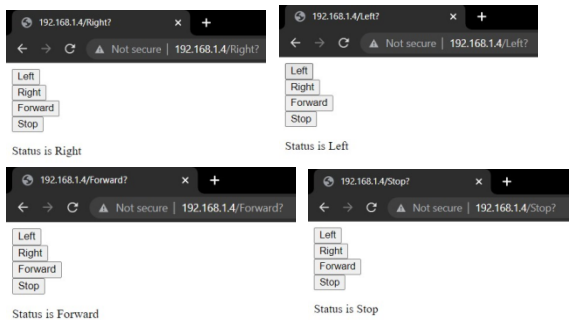 192.168.1.4/Right? × +
Not secure | 192.168.1.4/Right?
Left
Right
Forward
Stop
Status is Right
192.168.1.4/Left? × +
Not secure | 192.168.1.4/Left?
Left
Right
Forward
Stop
Status is Left
192.168.1.4/Forward? × +
Not secure | 192.168.1.4/Forward?
Left
Right
Forward
Stop
Status is Forward
192.168.1.4/Stop? × +
Not secure | 192.168.1.4/Stop?
Left
Right
Forward
Stop
Status is Stop